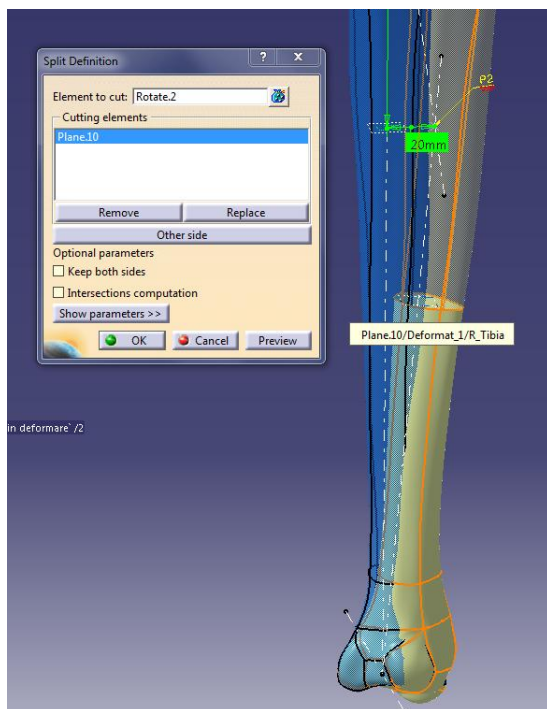 Split Definition
Element to cut: Rotate.2
Cutting elements
Plane.10
Remove
Replace
Other side
Optional parameters
Keep both sides
Intersections computation
Show parameters >>
OK
Cancel
Preview
20mm
Plane.10/Deformat_1/R_Tibia
in deformare`/2